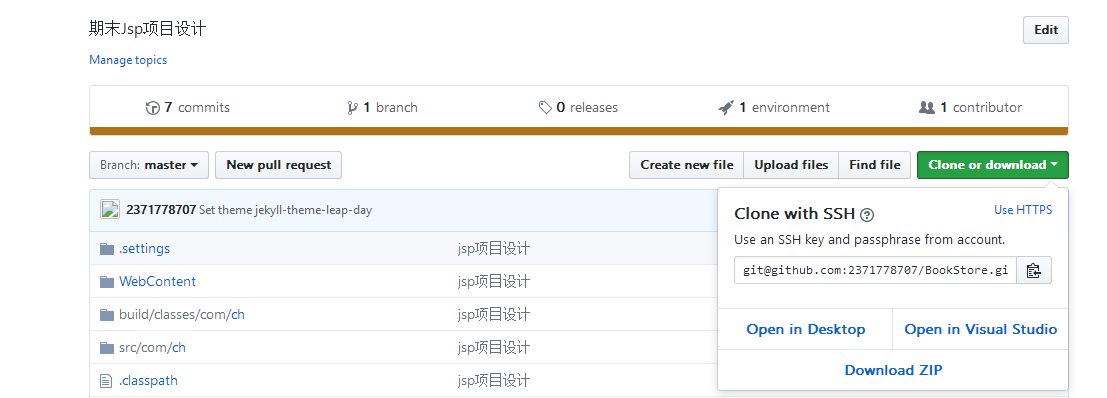 期末Jsp项目设计
Edit
Manage topics
7 commits
1 branch
0 releases
1 environment
1 contributor
Branch: master
New pull request
Create new file
Upload files
Find file
Clone or download
2371778707 Set theme jekyll-theme-leap-day
Clone with SSH ?
Use HTTPS
Use an SSH key and passphrase from account.
git@github.com:2371778707/BookStore.gi
Open in Desktop
Open in Visual Studio
Download ZIP
.settings jsp项目设计
WebContent jsp项目设计
build/classes/com/ch jsp项目设计
src/com/ch jsp项目设计
.classpath jsp项目设计